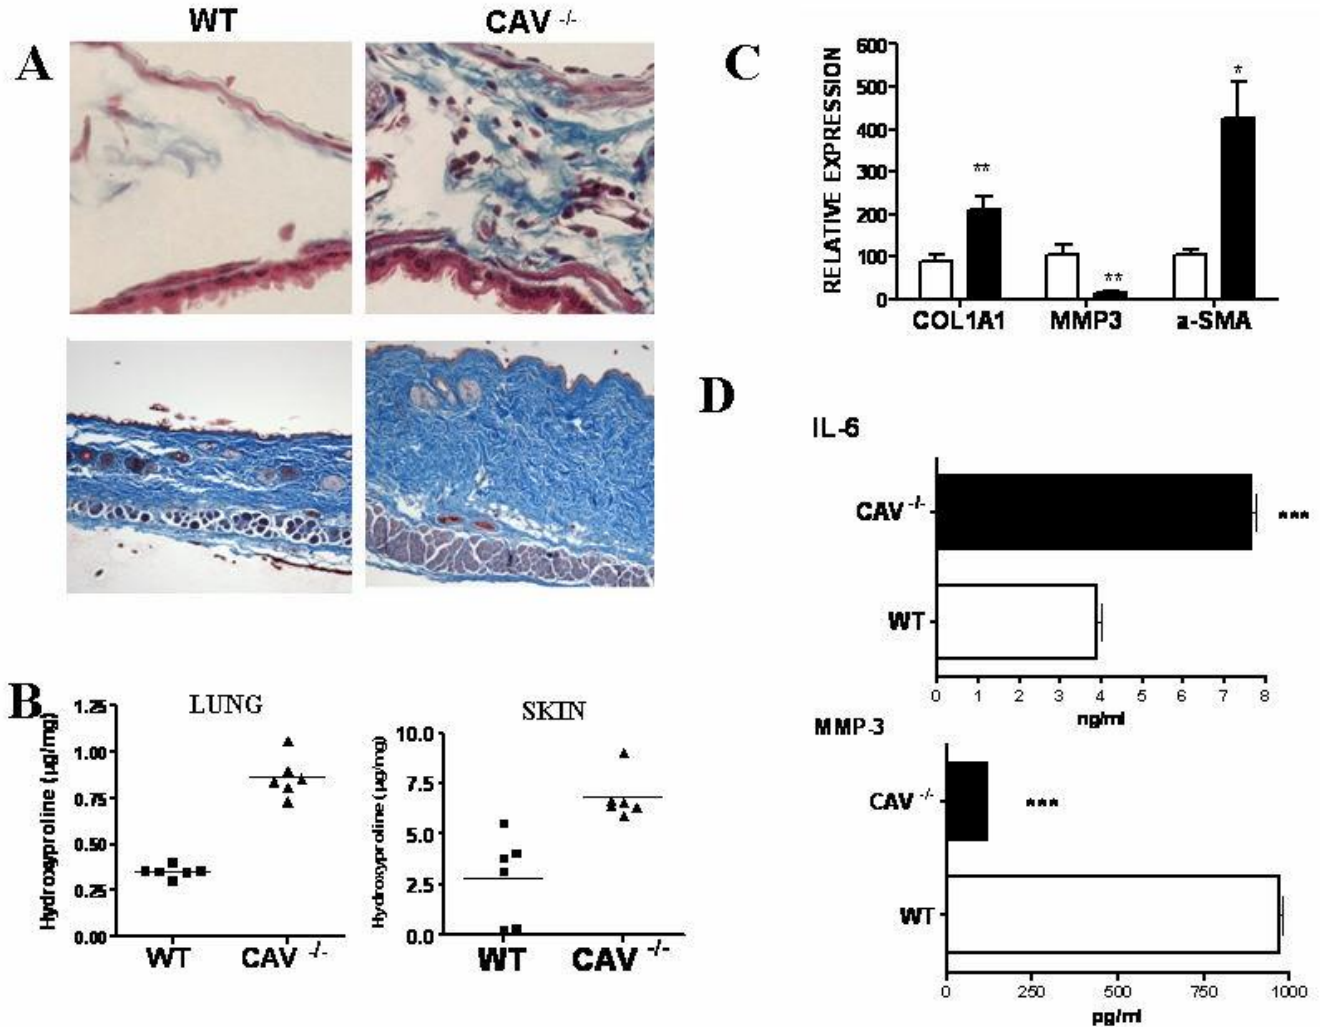 WT
CAV -/-
A
B
LUNG
Hydroxyproline (µg/mg)
1.25
1.00
0.75
0.50
0.25
0.00
WT
CAV -/-
SKIN
Hydroxyproline (µg/mg)
10.0
7.5
5.0
2.5
0.0
WT
CAV -/-
C
RELATIVE EXPRESSION
600
500
400
300
200
100
0
**
**
*
COL1A1
MMP3
a-SMA
D
IL-6
CAV -/-
***
WT
0 1 2 3 4 5 6 7 8
ng/ml
MMP-3
CAV -/-
***
WT
0 250 500 750 1000
pg/ml